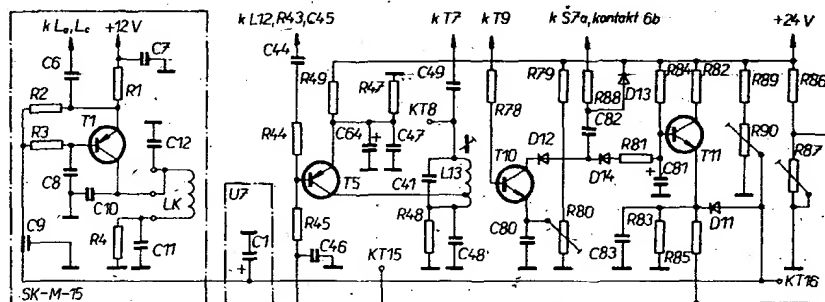 k L12, R43, C45
k T7
k T9
k Š7a, kontakt 6b
+24V
k La, Lc
+12V
C7
C6
R1
R2
R3
T1
C12
C8
C10
LK
C9
R4
C11
SK-M-15
U7
C1
+
C44
R49
R47
C49
KT8
R44
C64
+
C47
T5
C41
L13
R45
R48
C46
C48
KT15
R78
R79
R88
D13
R84
R82
R89
R86
C82
D12
R81
T10
D14
T11
R90
R87
+
C81
C80
R80
R83
D11
C83
R85
KT16